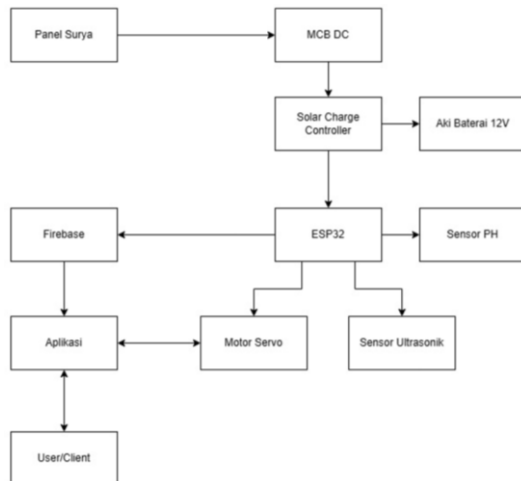 Panel Surya
MCB DC
Solar Charge
Controller
Aki Baterai 12V
Firebase
ESP32
Sensor PH
Aplikasi
Motor Servo
Sensor Ultrasonik
User/Client